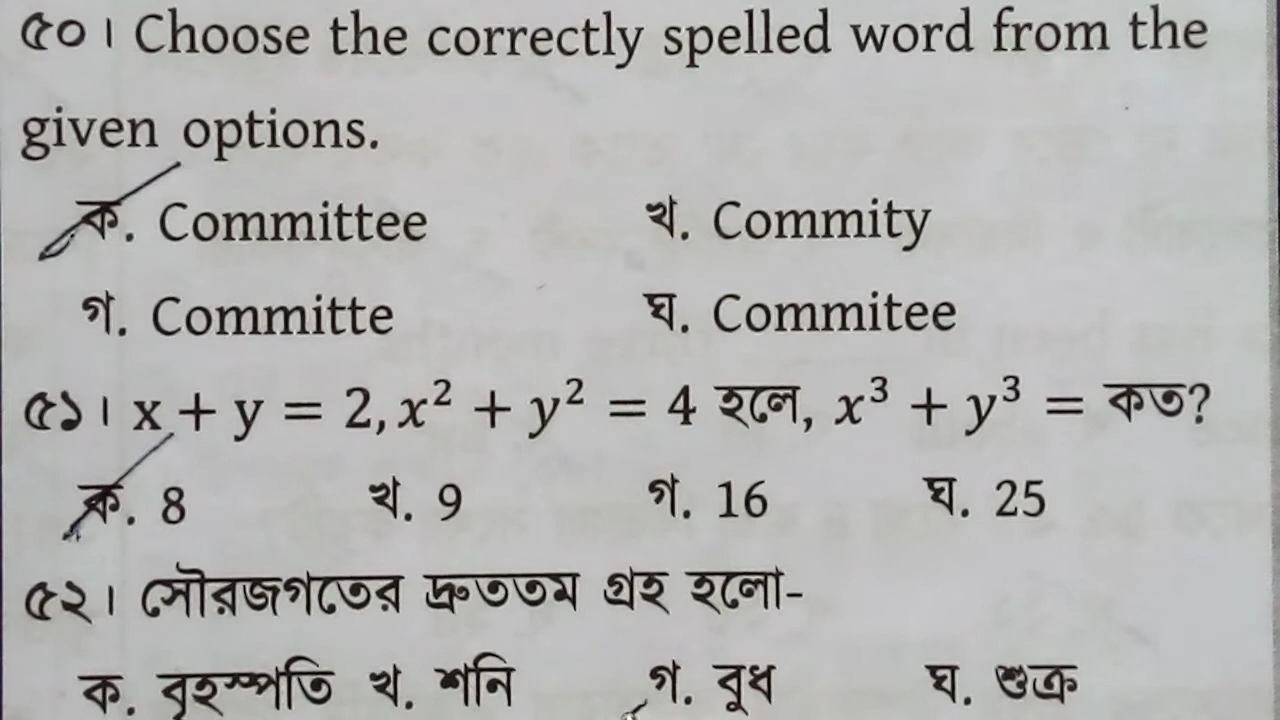 ৫০। Choose the correctly spelled word from the
given options.
ক. Committee খ. Commity
গ. Committe ঘ. Commitee
৫১। x + y = 2, x² + y² = 4 হলে, x³ + y³ = কত?
ক. 8 খ. 9 গ. 16 ঘ. 25
৫২। সৌরজগতের দ্রুততম গ্রহ হলো-
ক. বৃহস্পতি খ. শনি গ. বুধ ঘ. শুক্র